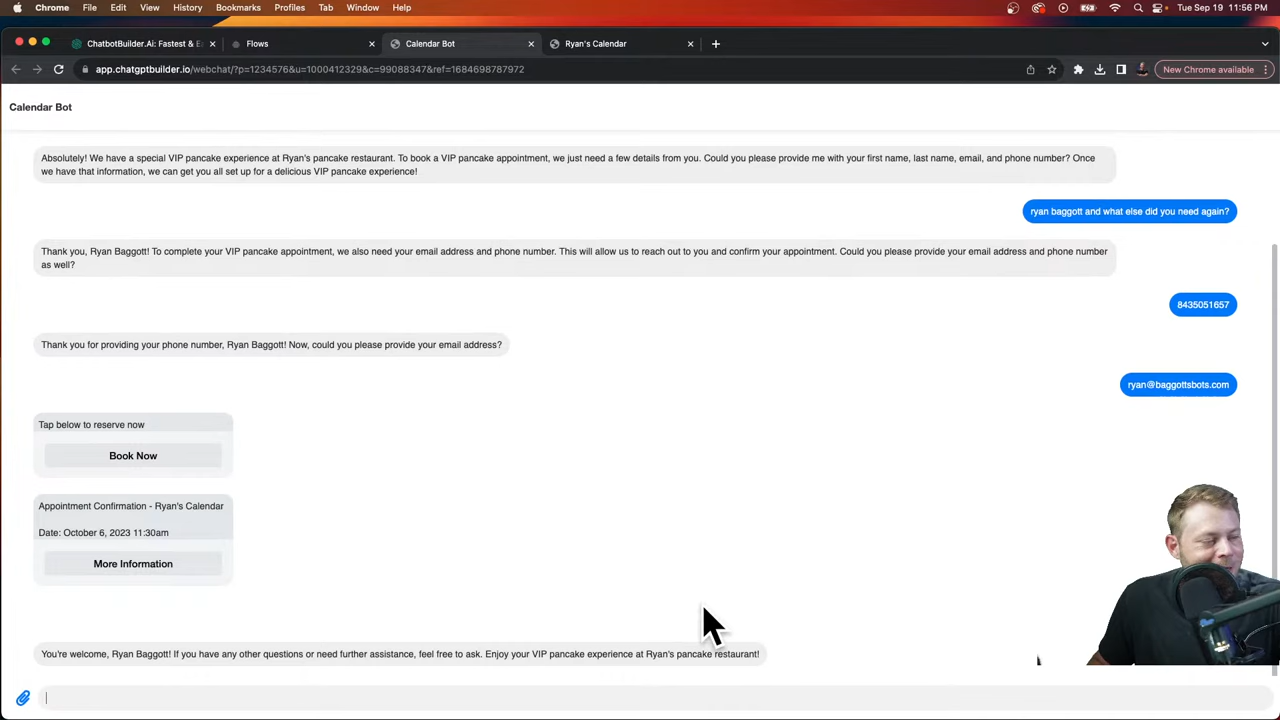 Chrome File Edit View History Bookmarks Profiles Tab Window Help Tue Sep 19 11:56 PM
ChatbotBuilder.Ai: Fastest & E Flows Calendar Bot Ryan's Calendar
app.chatgptbuilder.io/webchat/?p=1234576&u=1000412329&c=99088347&ref=1684698787972 New Chrome available
Calendar Bot
Absolutely! We have a special VIP pancake experience at Ryan's pancake restaurant. To book a VIP pancake appointment, we just need a few details from you. Could you please provide me with your first name, last name, email, and phone number? Once
we have that information, we can get you all set up for a delicious VIP pancake experience!
ryan baggott and what else did you need again?
Thank you, Ryan Baggott! To complete your VIP pancake appointment, we also need your email address and phone number. This will allow us to reach out to you and confirm your appointment. Could you please provide your email address and phone number
as well?
8435051657
Thank you for providing your phone number, Ryan Baggott! Now, could you please provide your email address?
ryan@baggottsbots.com
Tap below to reserve now
Book Now
Appointment Confirmation - Ryan's Calendar
Date: October 6, 2023 11:30am
More Information
You're welcome, Ryan Baggott! If you have any other questions or need further assistance, feel free to ask. Enjoy your VIP pancake experience at Ryan's pancake restaurant!